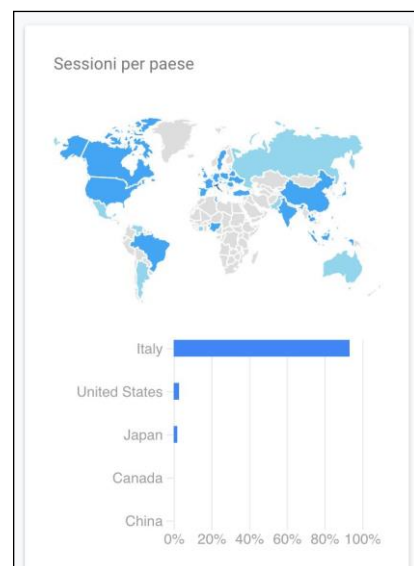 Sessioni per paese
Italy
United States
Japan
Canada
China
0% 20% 40% 60% 80% 100%